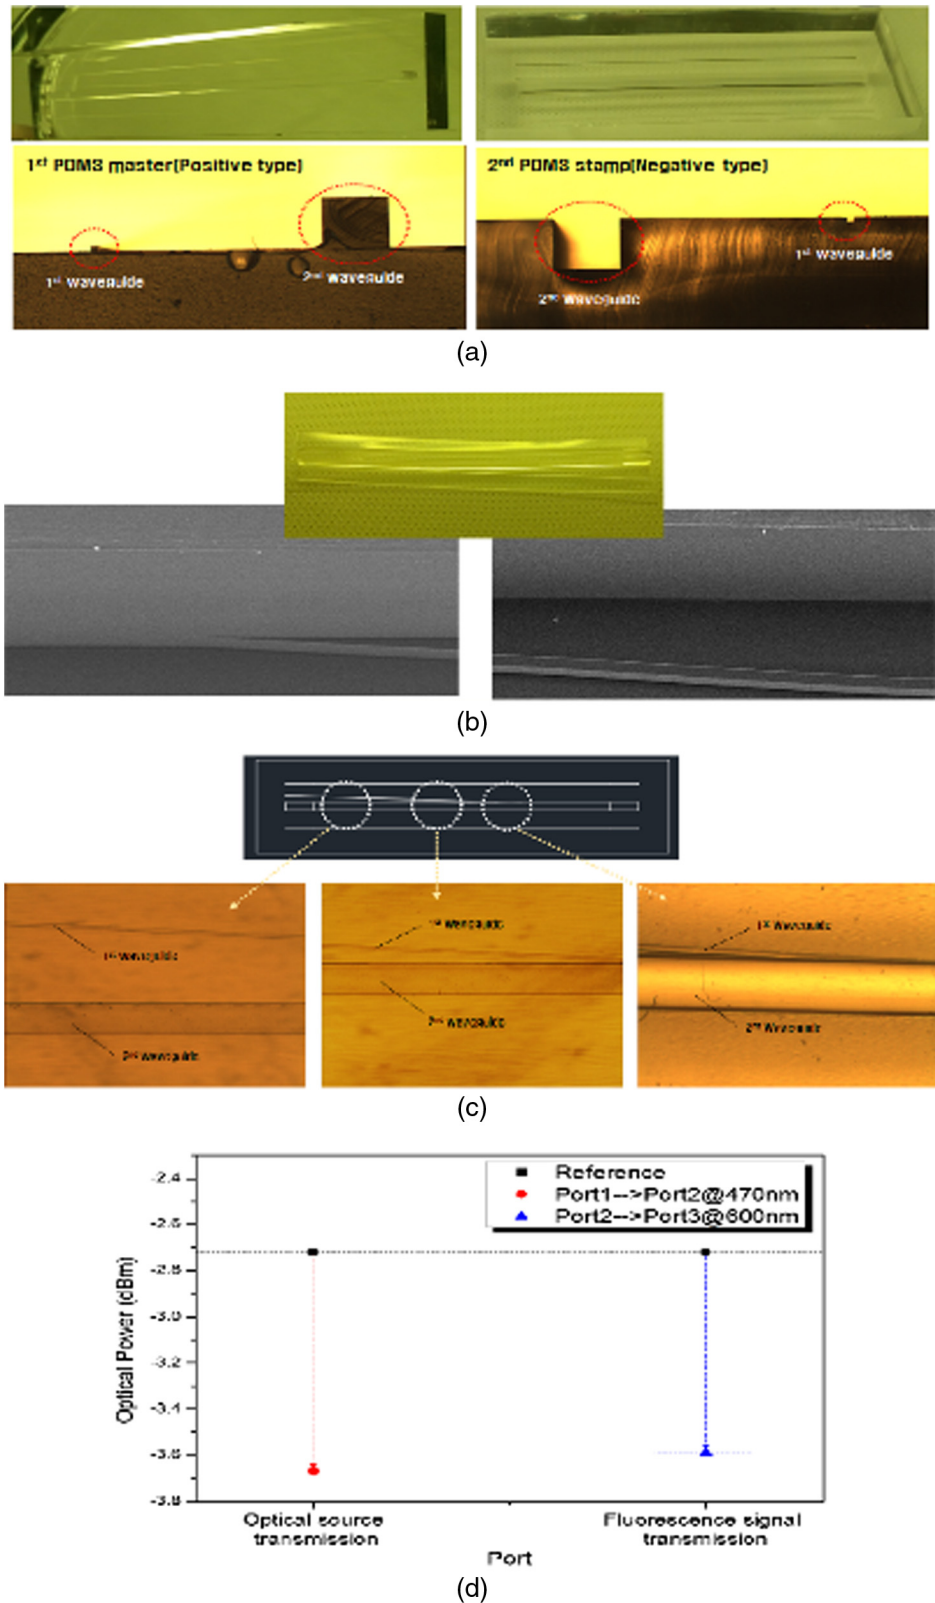 1st PDMS master(Positive type)
1st waveguide
2nd waveguide
2nd PDMS stamp(Negative type)
2nd waveguide
1st waveguide
(a)
(b)
1st Waveguide
2nd Waveguide
1st Waveguide
2nd Waveguide
1st Waveguide
2nd Waveguide
(c)
Reference
Port1-->Port2@470nm
Port2-->Port3@600nm
-2.4
-2.6
-2.8
-3.0
-3.2
-3.4
-3.6
-3.8
Optical Power (dBm)
Optical source
transmission
Fluorescence signal
transmission
Port
(d)